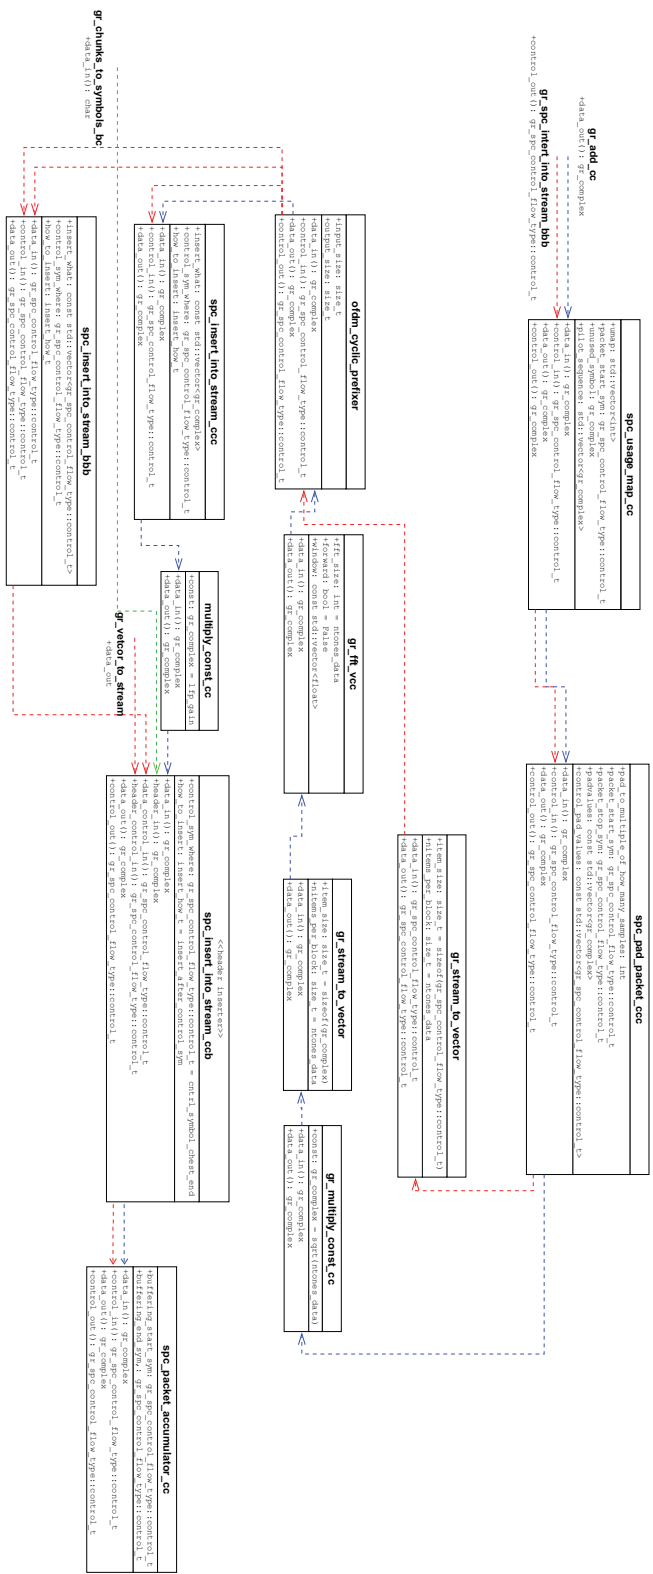 gr_add_cc
+data_out(): gr_complex
gr_spc_intert_into_stream_bbb
+control_out(): gr_spc_control_flow_type::control_t
spc_usage_map_cc
+umap: std::vector<int>
+packet_start_sym: gr_spc_control_flow_type::control_t
+unused_symbol: gr_complex
+pilot_sequence: std::vector<gr_complex>
+data_in(): gr_complex
+control_in(): gr_spc_control_flow_type::control_t
+data_out(): gr_complex
+control_out(): gr_complex
spc_pad_packet_ccc
+pad_to_multiple_of_how_many_samples: int
+packet_start_sym: gr_spc_control_flow_type::control_t
+packet_stop_sym: gr_spc_control_flow_type::control_t
+padvalues: const std::vector<gr_complex>
+control_pad_values: const std::vector<gr_spc_control_flow_type::control_t>
+data_in(): gr_complex
+control_in(): gr_spc_control_flow_type::control_t
+data_out(): gr_complex
+control_out(): gr_spc_control_flow_type::control_t
gr_stream_to_vector
+item_size: size_t = sizeof(gr_spc_control_flow_type::control_t)
+nitems_per_block: size_t = ntones_data
+data_in(): gr_spc_control_flow_type::control_t
+data_out(): gr_spc_control_flow_type::control_t
ofdm_cyclic_prefixer
+input_size: size_t
+output_size: size_t
+data_in(): gr_complex
+control_in(): gr_spc_control_flow_type::control_t
+data_out(): gr_complex
+control_out(): gr_spc_control_flow_type::control_t
gr_fft_vcc
+fft_size: int = ntones_data
+forward: bool = False
+window: const std::vector<float>
+data_in(): gr_complex
+data_out(): gr_complex
gr_stream_to_vector
+item_size: size_t = sizeof(gr_complex)
+nitems_per_block: size_t = ntones_data
+data_in(): gr_complex
+data_out(): gr_complex
gr_multiply_const_cc
+const: gr_complex = sqrt(ntones_data)
+data_in(): gr_complex
+data_out(): gr_complex
spc_insert_into_stream_ccc
+insert_what: const std::vector<gr_complex>
+control_sym_where: gr_spc_control_flow_type::control_t
+how_to_insert: insert_how_t
+data_in(): gr_complex
+control_in(): gr_spc_control_flow_type::control_t
+data_out(): gr_complex
multiply_const_cc
+const: gr_complex = lfp_gain
+data_in(): gr_complex
+data_out(): gr_complex
<<header inserter>>
spc_insert_into_stream_ccb
+control_sym_where: gr_spc_control_flow_type::control_t = cntrl_symbol_chest_end
+how_to_insert: insert_how_t = insert_after_control_sym
+data_in(): gr_complex
+header_in(): gr_complex
+data_control_in(): gr_spc_control_flow_type::control_t
+header_control_in(): gr_spc_control_flow_type::control_t
+data_out(): gr_complex
+control_out(): gr_spc_control_flow_type::control_t
spc_packet_accumulator_cc
+buffering_start_sym: gr_spc_control_flow_type::control_t
+buffering_end_sym,: gr_spc_control_flow_type::control_t
+data_in(): gr_complex
+control_in(): gr_spc_control_flow_type::control_t
+data_out(): gr_complex
+control_out(): gr_spc_control_flow_type::control_t
gr_chunks_to_symbols_bc
+data_in(): char
gr_vetcor_to_stream
+data_out
spc_insert_into_stream_bbb
+insert_what: const std::vector<gr_spc_control_flow_type::control_t>
+control_sym_where: gr_spc_control_flow_type::control_t
+how_to_insert: insert_how_t
+data_in(): gr_spc_control_flow_type::control_t
+control_in(): gr_spc_control_flow_type::control_t
+data_out(): gr_spc_control_flow_type::control_t